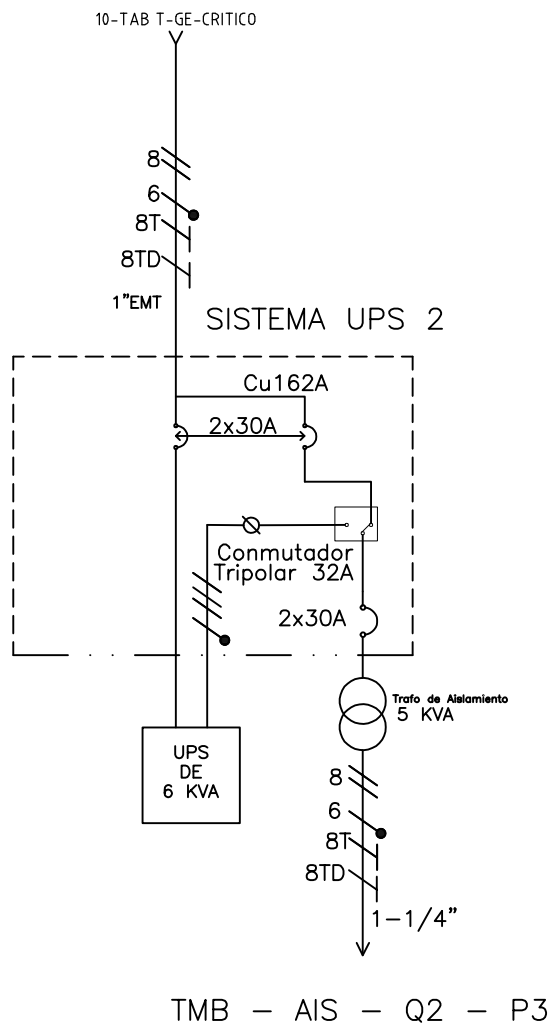 10-TAB T-GE-CRITICO
8
6
8T
8TD
1"EMT
SISTEMA UPS 2
Cu162A
2x30A
Conmutador
Tripolar 32A
2x30A
Trafo de Aislamiento
5 KVA
UPS
DE
6 KVA
8
6
8T
8TD
1-1/4"
TMB - AIS - Q2 - P3